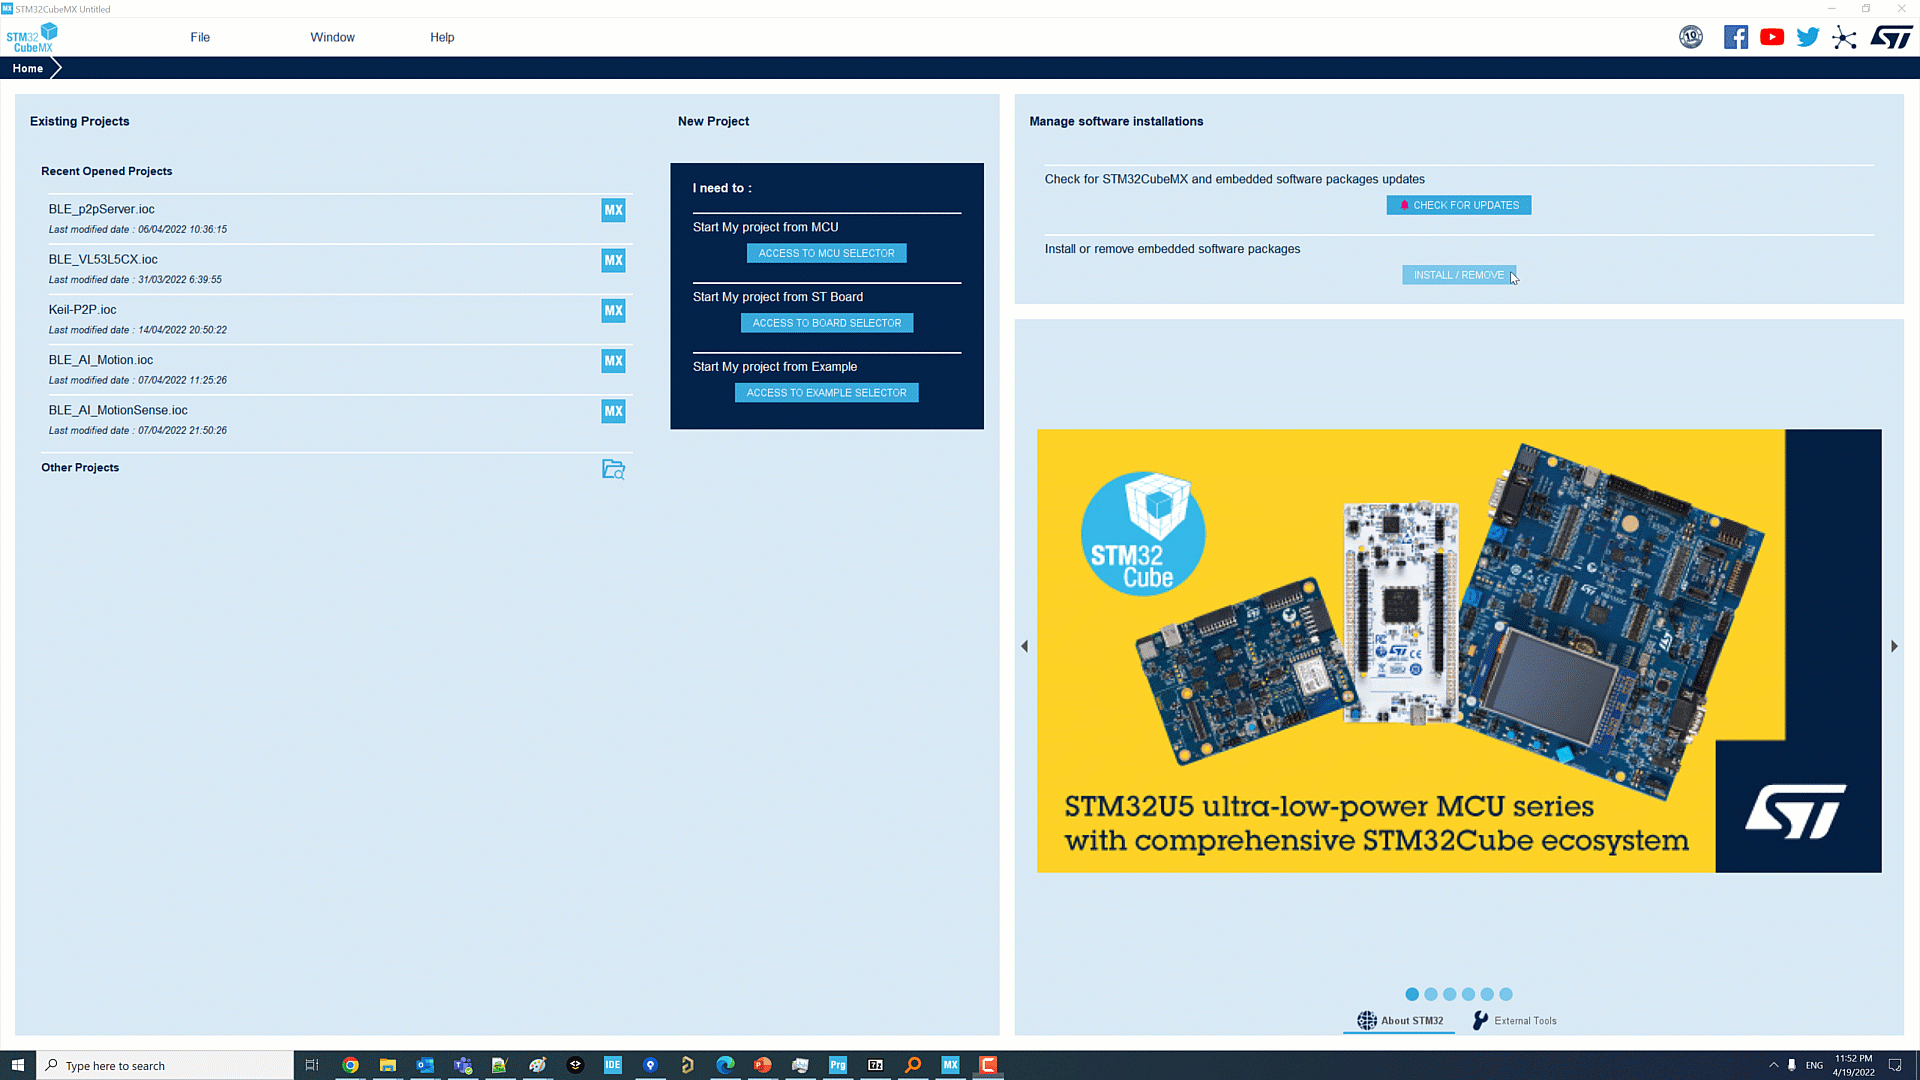 MX STM32CubeMX Untitled
STM32
CubeMX
File
Window
Help
10
Home
Existing Projects
New Project
Manage software installations
Recent Opened Projects
BLE_p2pServer.ioc
MX
Last modified date : 06/04/2022 10:36:15
BLE_VL53L5CX.ioc
MX
Last modified date : 31/03/2022 6:39:55
Keil-P2P.ioc
MX
Last modified date : 14/04/2022 20:50:22
BLE_AI_Motion.ioc
MX
Last modified date : 07/04/2022 11:25:26
BLE_AI_MotionSense.ioc
MX
Last modified date : 07/04/2022 21:50:26
Other Projects
I need to :
Start My project from MCU
ACCESS TO MCU SELECTOR
Start My project from ST Board
ACCESS TO BOARD SELECTOR
Start My project from Example
ACCESS TO EXAMPLE SELECTOR
Check for STM32CubeMX and embedded software packages updates
CHECK FOR UPDATES
Install or remove embedded software packages
INSTALL / REMOVE
STM32
Cube
STM32U5 ultra-low-power MCU series
with comprehensive STM32Cube ecosystem
ST
About STM32
External Tools
Type here to search
IDE
Prg
7z
MX
ENG
11:52 PM
4/19/2022